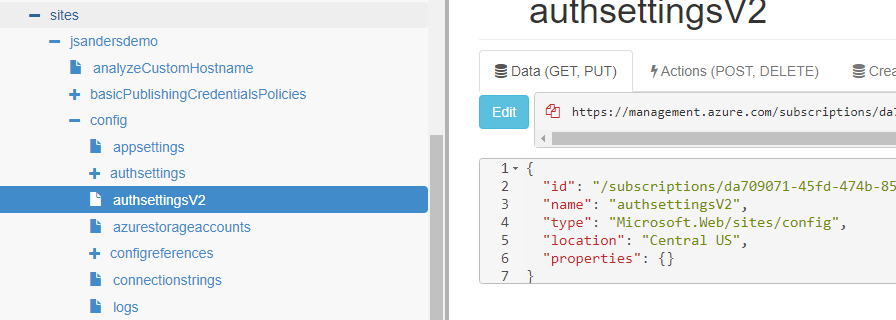 sites
jsandersdemo
analyzeCustomHostname
basicPublishingCredentialsPolicies
config
appsettings
authsettings
authsettingsV2
azurestorageaccounts
configreferences
connectionstrings
logs
authsettingsV2
Data (GET, PUT)
Actions (POST, DELETE)
Crea
Edit
https://management.azure.com/subscriptions/da7
1 {
2 "id": "/subscriptions/da709071-45fd-474b-85
3 "name": "authsettingsV2",
4 "type": "Microsoft.Web/sites/config",
5 "location": "Central US",
6 "properties": {}
7 }